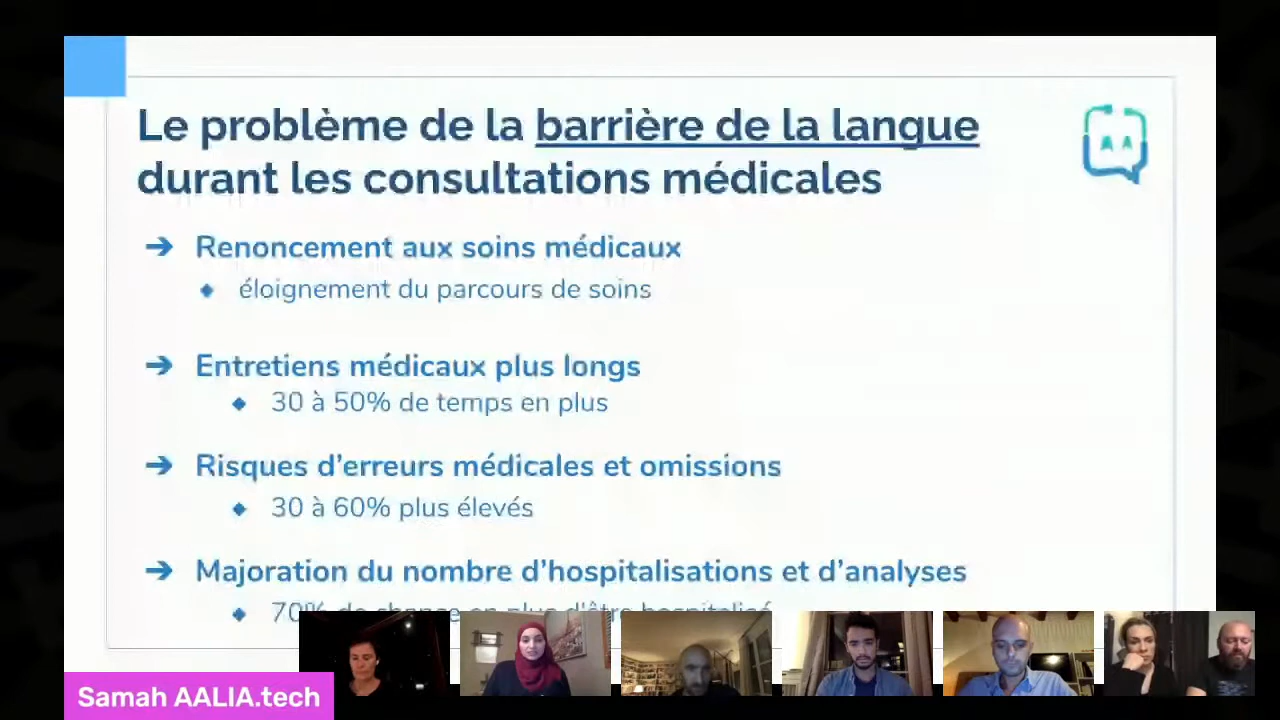 Le problème de la barrière de la langue
durant les consultations médicales
➔ Renoncement aux soins médicaux
◆ éloignement du parcours de soins
➔ Entretiens médicaux plus longs
◆ 30 à 50% de temps en plus
➔ Risques d'erreurs médicales et omissions
◆ 30 à 60% plus élevés
➔ Majoration du nombre d'hospitalisations et d'analyses
◆ 70% de chance en plus d'être hospitalisé
AA
Samah AALIA.tech